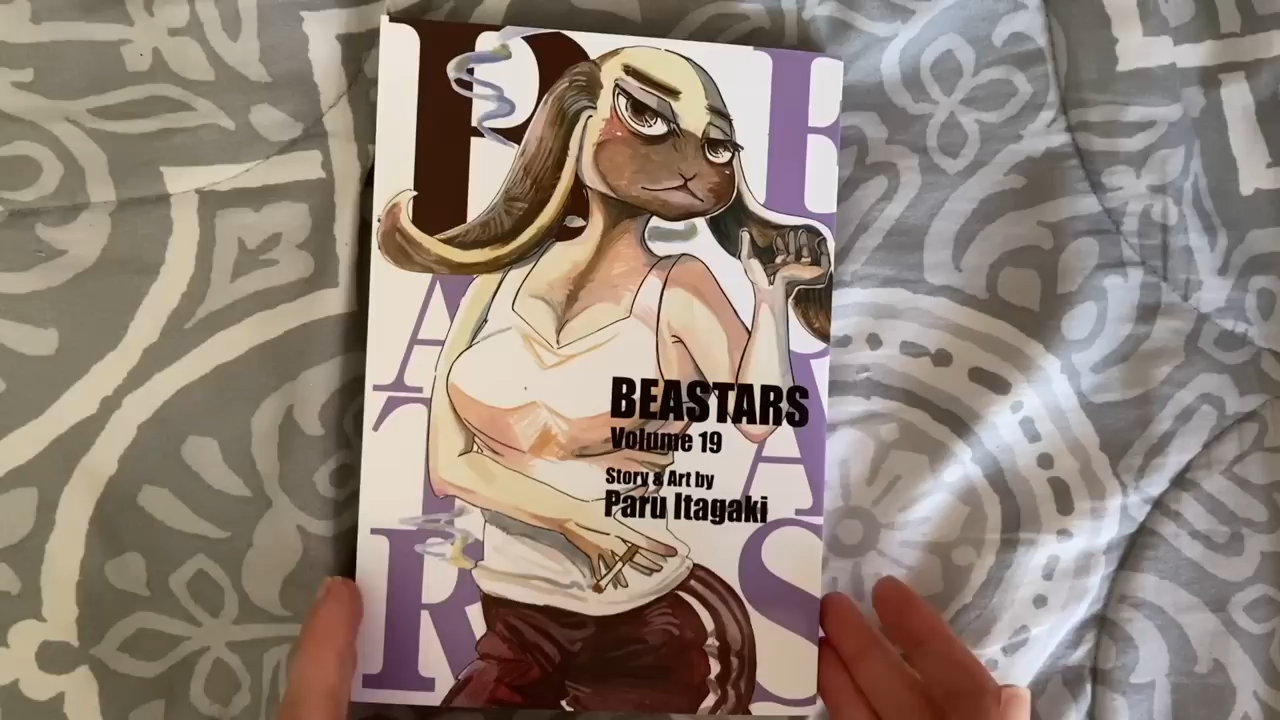 B E
A
T A
R S
BEASTARS
Volume 19
Story & Art by
Paru Itagaki